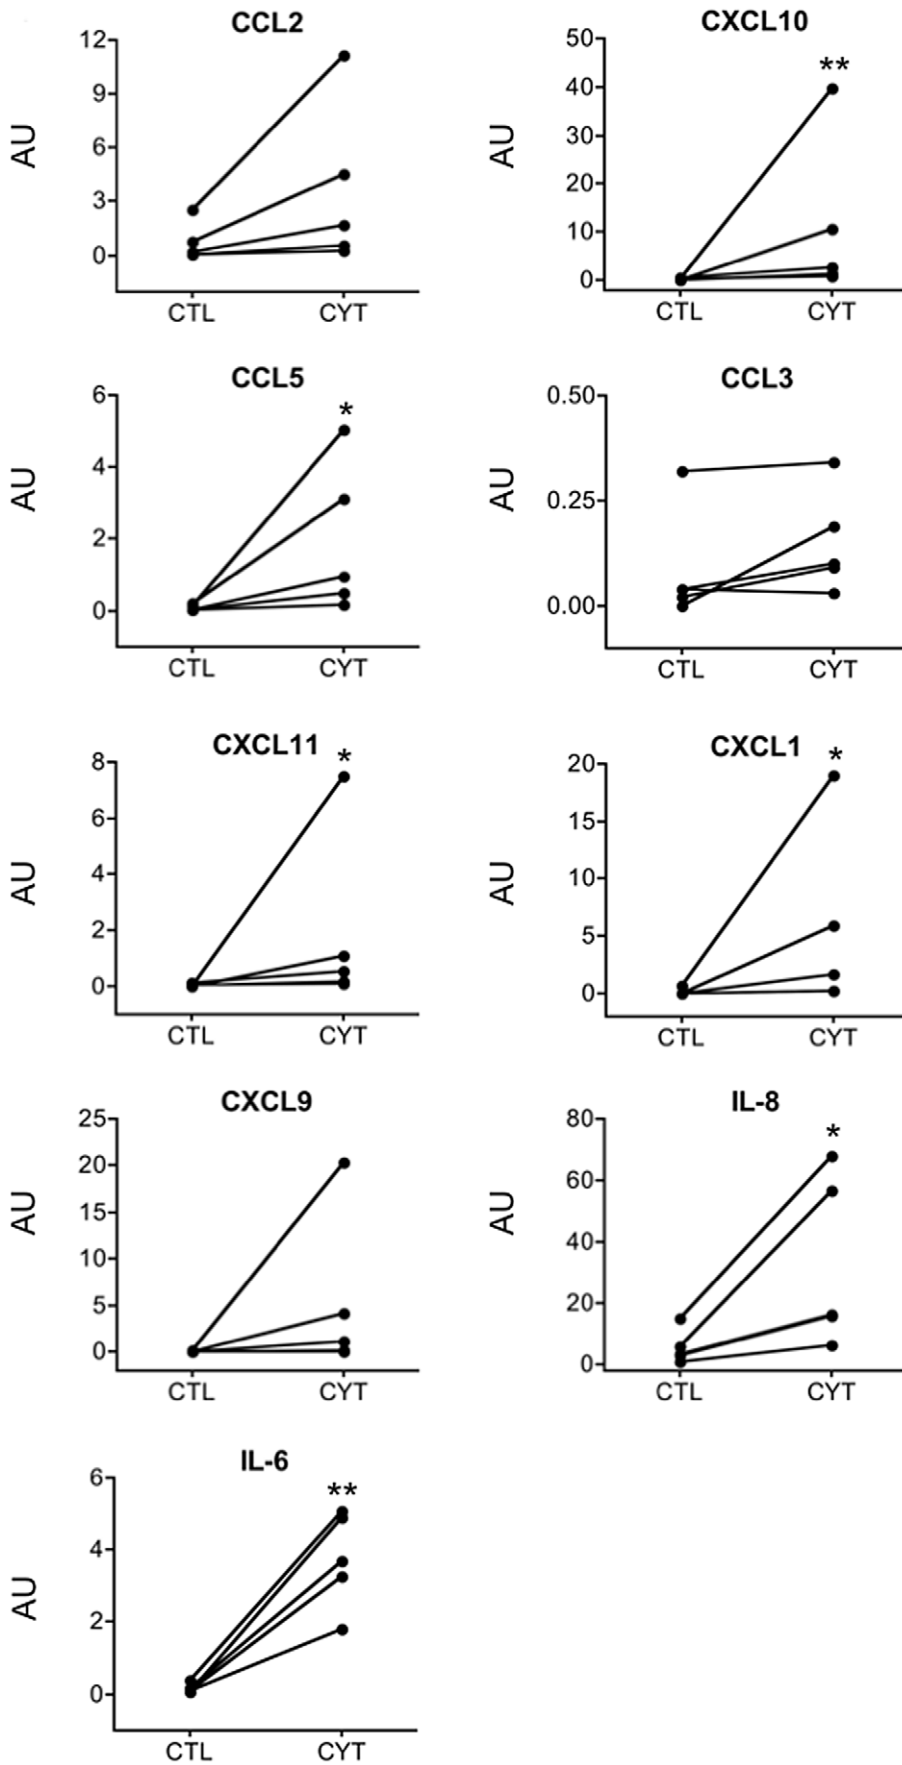 CCL2
12
9
6
3
0
AU
CTL CYT
CXCL10
**
50
40
30
20
10
0
AU
CTL CYT
CCL5
*
6
4
2
0
AU
CTL CYT
CCL3
0.50
0.25
0.00
AU
CTL CYT
CXCL11
*
8
6
4
2
0
AU
CTL CYT
CXCL1
*
20
15
10
5
0
AU
CTL CYT
CXCL9
25
20
15
10
5
0
AU
CTL CYT
IL-8
*
80
60
40
20
0
AU
CTL CYT
IL-6
**
6
4
2
0
AU
CTL CYT